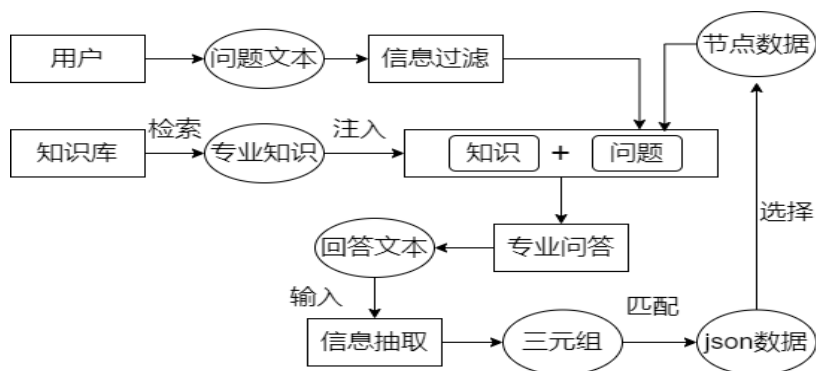 用户
问题文本
信息过滤
节点数据
知识库
检索
专业知识
注入
知识 + 问题
选择
回答文本
专业问答
输入
信息抽取
三元组
匹配
json数据